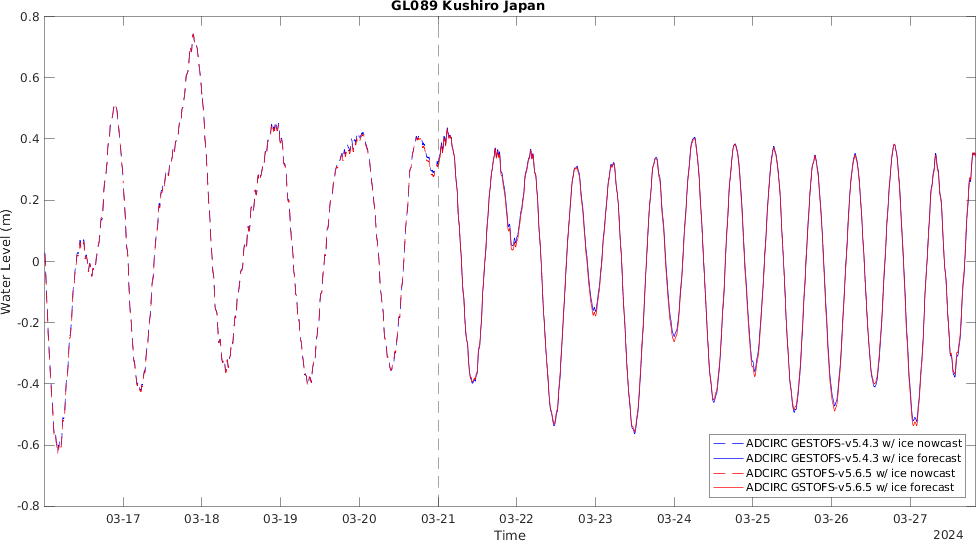 GL089 Kushiro Japan
0.8
0.6
0.4
0.2
0
-0.2
-0.4
-0.6
-0.8
Water Level (m)
03-17 03-18 03-19 03-20 03-21 03-22 03-23 03-24 03-25 03-26 03-27
Time
2024
ADCIRC GESTOFS-v5.4.3 w/ ice nowcast
ADCIRC GESTOFS-v5.4.3 w/ ice forecast
ADCIRC GSTOFS-v5.6.5 w/ ice nowcast
ADCIRC GSTOFS-v5.6.5 w/ ice forecast